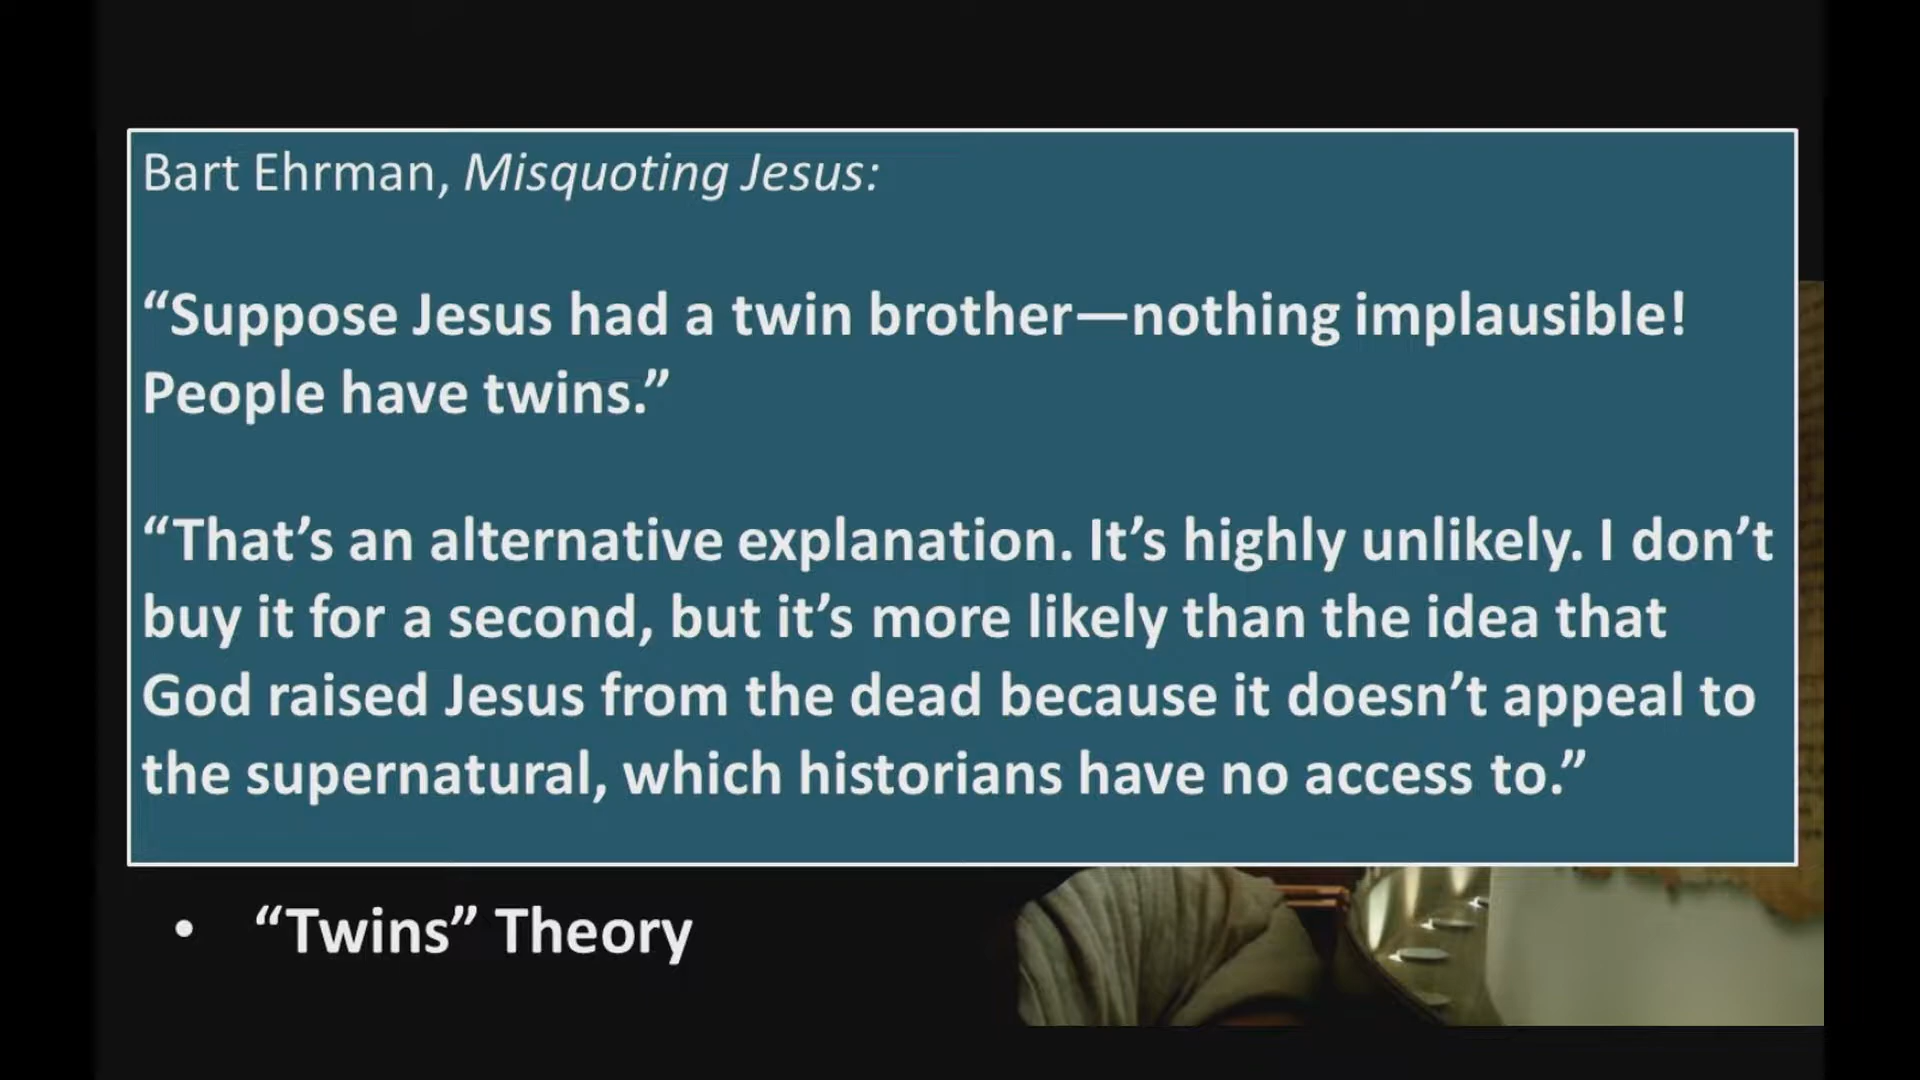 Bart Ehrman, Misquoting Jesus:
“Suppose Jesus had a twin brother—nothing implausible!
People have twins.”
“That’s an alternative explanation. It’s highly unlikely. I don’t
buy it for a second, but it’s more likely than the idea that
God raised Jesus from the dead because it doesn’t appeal to
the supernatural, which historians have no access to.”
• “Twins” Theory